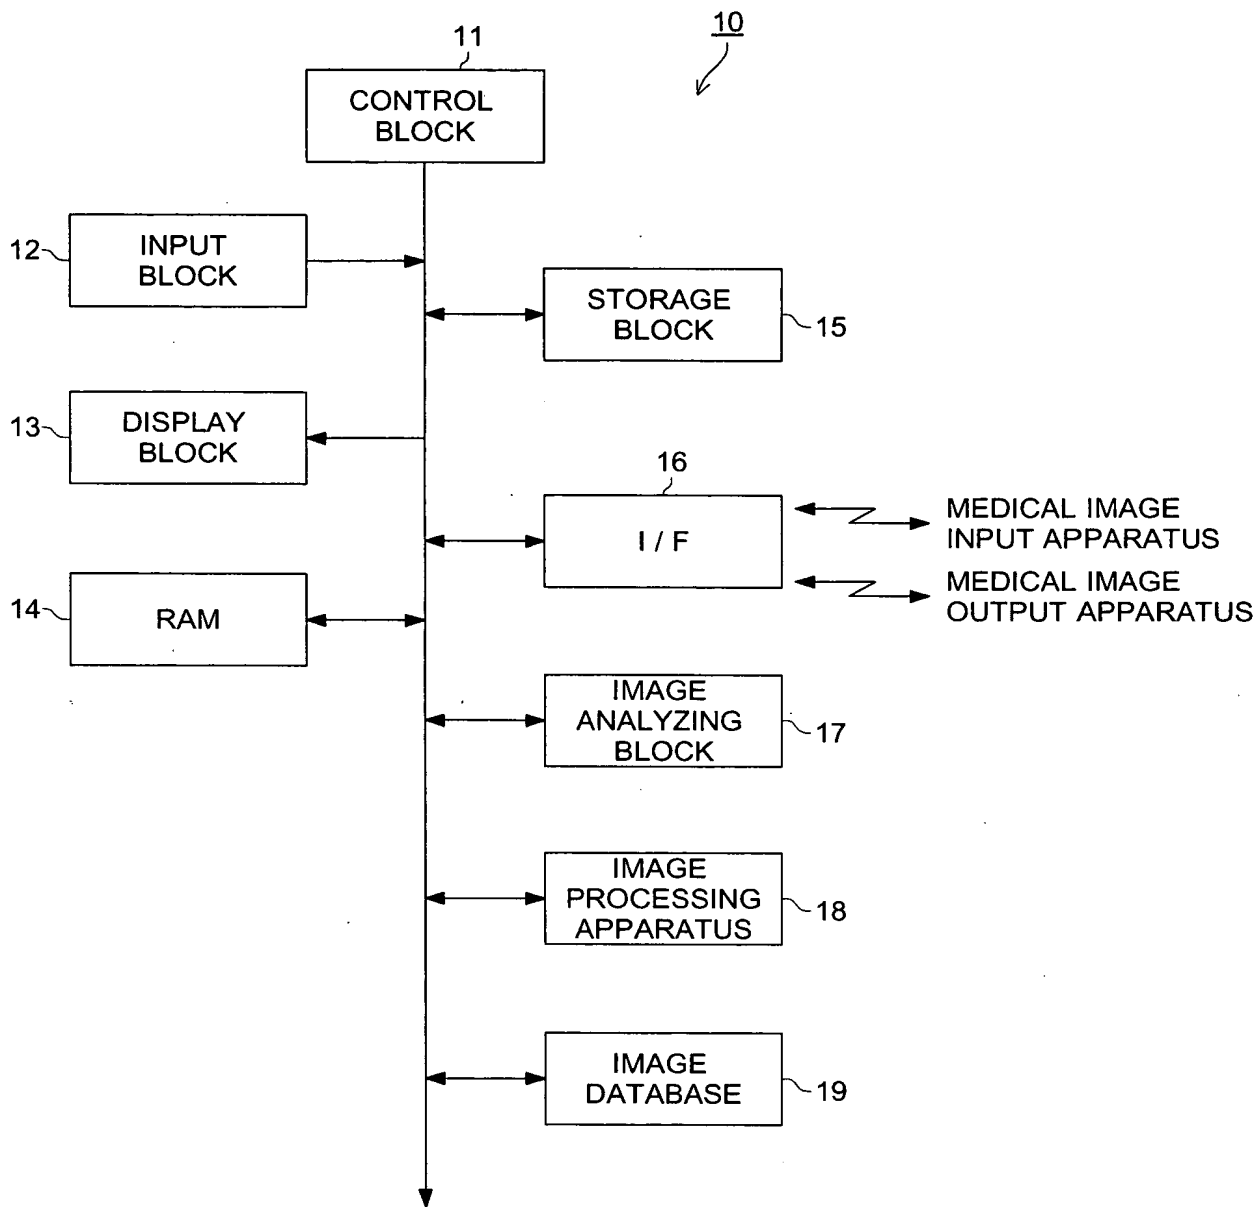 10
11
CONTROL
BLOCK
12
INPUT
BLOCK
STORAGE
BLOCK
15
13
DISPLAY
BLOCK
16
I / F
MEDICAL IMAGE
INPUT APPARATUS
MEDICAL IMAGE
OUTPUT APPARATUS
14
RAM
IMAGE
ANALYZING
BLOCK
17
IMAGE
PROCESSING
APPARATUS
18
IMAGE
DATABASE
19